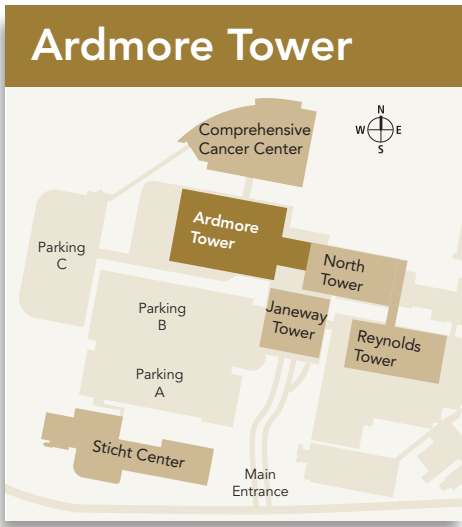 Ardmore Tower
N
W E
S
Comprehensive
Cancer Center
Ardmore
Tower
North
Tower
Parking
C
Parking
B
Janeway
Tower
Reynolds
Tower
Parking
A
Sticht Center
Main
Entrance